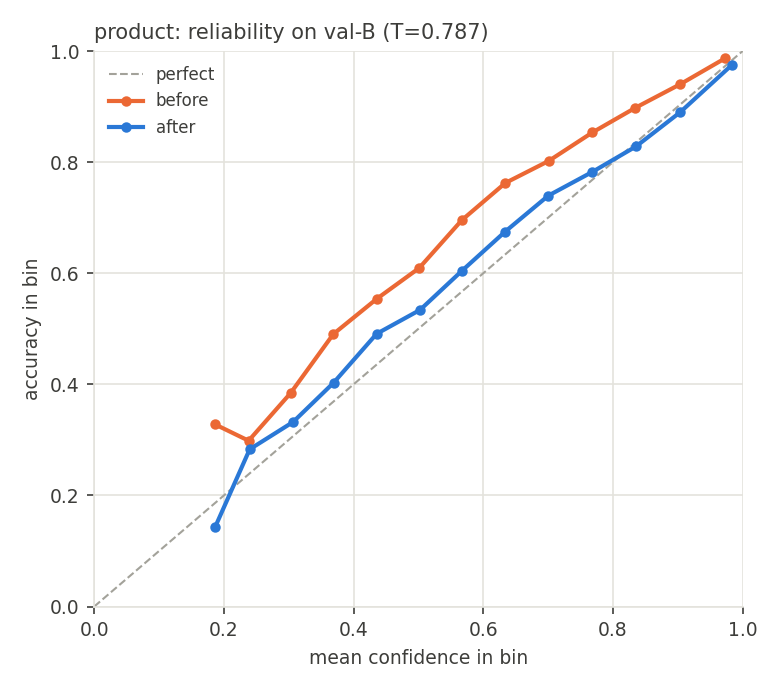 product: reliability on val-B (T=0.787)
perfect
before
after
1.0
0.8
0.6
0.4
0.2
0.0
accuracy in bin
0.0 0.2 0.4 0.6 0.8 1.0
mean confidence in bin